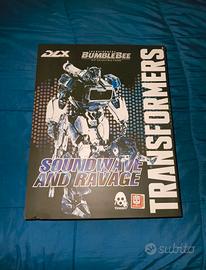 DLX
BUMBLEBEE
TRANSFORMERS
SOUNDWAVE
AND RAVAGE
subito